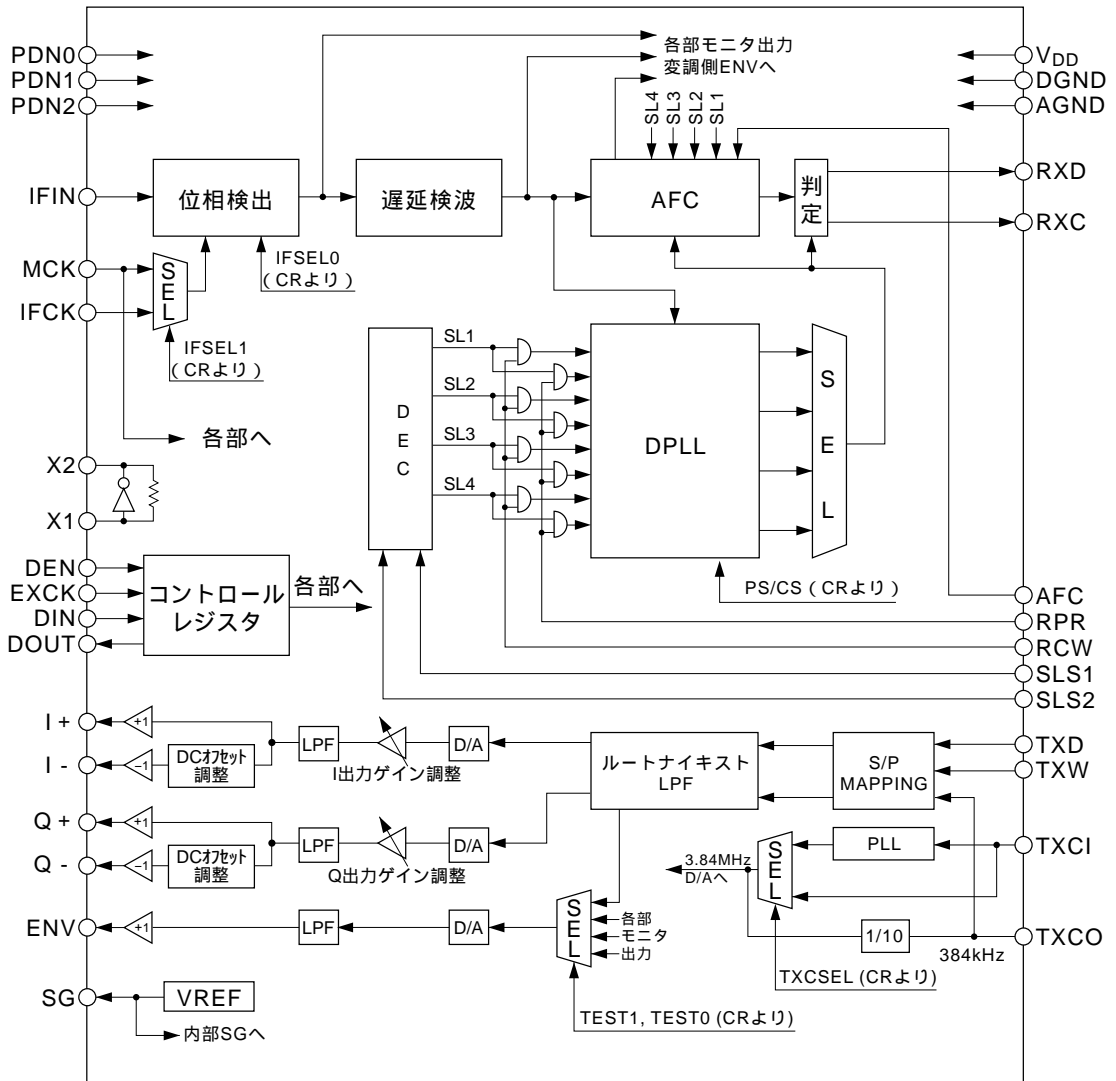 PDN0
PDN1
PDN2
各部モニタ出力
変調側ENVへ
VDD
DGND
AGND
SL4
SL3
SL2
SL1
IFIN
位相検出
遅延検波
AFC
判定
RXD
RXC
MCK
IFCK
SEL
IFSEL0
(CRより)
IFSEL1
(CRより)
各部へ
DEC
SL1
SL2
SL3
SL4
DPLL
SEL
PS/CS (CRより)
X2
X1
DEN
EXCK
DIN
DOUT
コントロール
レジスタ
各部へ
AFC
RPR
RCW
SLS1
SLS2
I +
I -
+1
-1
DCオフセット
調整
LPF
I出力ゲイン調整
D/A
ルートナイキスト
LPF
S/P
MAPPING
TXD
TXW
Q +
Q -
+1
-1
DCオフセット
調整
LPF
Q出力ゲイン調整
D/A
3.84MHz
D/Aへ
SEL
PLL
TXCI
ENV
+1
LPF
D/A
SEL
各部
モニタ
出力
1/10
384kHz
TXCO
TXCSEL (CRより)
SG
VREF
内部SGへ
TEST1, TEST0 (CRより)